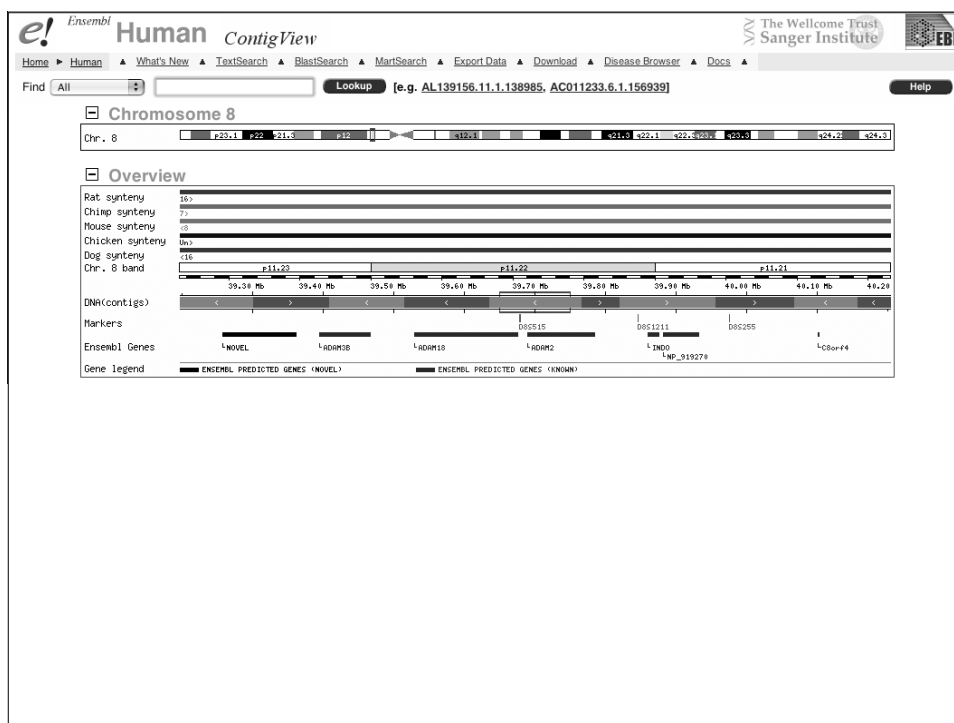 e! Ensembl Human ContigView The Wellcome Trust Sanger Institute EBI
Home ► Human ▲ What's New ▲ TextSearch ▲ BlastSearch ▲ MartSearch ▲ Export Data ▲ Download ▲ Disease Browser ▲ Docs ▲
Find All Lookup [e.g. AL139156.11.1.138985, AC011233.6.1.156939] Help
Chromosome 8
Chr. 8 p23.1 p22 p21.3 p12 q12.1 q21.3 q22.1 q22.3 q23.3 q24.3
Overview
Rat synteny 16>
Chimp synteny 7>
Mouse synteny <8
Chicken synteny Un>
Dog synteny <16
Chr. 8 band p11.23 p11.22 p11.21
39.30 Mb 39.40 Mb 39.50 Mb 39.60 Mb 39.70 Mb 39.80 Mb 39.90 Mb 40.00 Mb 40.10 Mb 40.20
DNA(contigs) < > < > < > < > < > <
Markers D8S515 D8S1211 D8S255
Ensembl Genes NOVEL ADAM3B ADAM18 ADAM2 INDO C8orf4
NP_919270
Gene legend ENSEMBL PREDICTED GENES (NOVEL) ENSEMBL PREDICTED GENES (KNOWN)